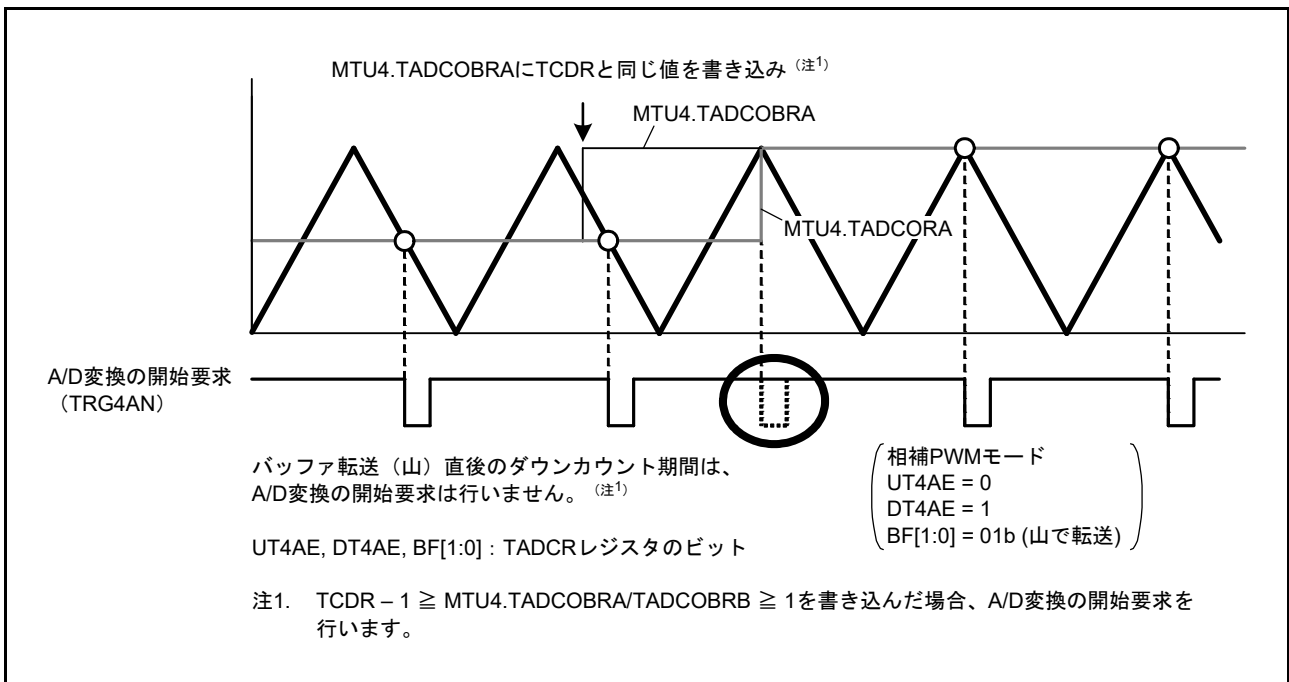 MTU4.TADCOBRAにTCDRと同じ値を書き込み（注1）
MTU4.TADCOBRA
MTU4.TADCORA
A/D変換の開始要求
（TRG4AN）
バッファ転送（山）直後のダウンカウント期間は、
A/D変換の開始要求は行いません。（注1）
相補PWMモード
UT4AE = 0
DT4AE = 1
BF[1:0] = 01b (山で転送)
UT4AE, DT4AE, BF[1:0]：TADCRレジスタのビット
注1. TCDR – 1 ≧ MTU4.TADCOBRA/TADCOBRB ≧ 1を書き込んだ場合、A/D変換の開始要求を
行います。